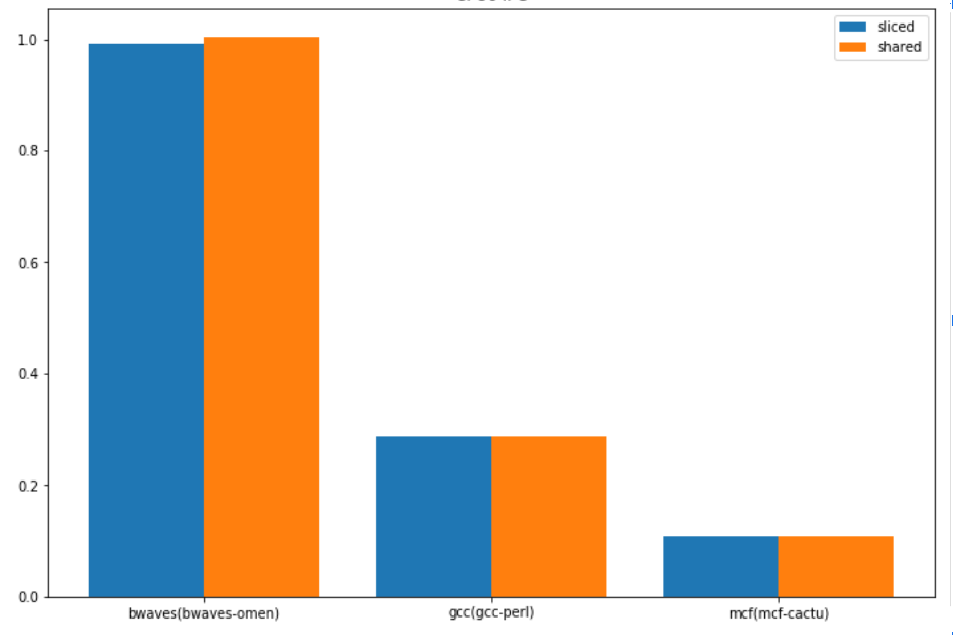 sliced
shared
1.0
0.8
0.6
0.4
0.2
0.0
bwaves(bwaves-omen)
gcc(gcc-perl)
mcf(mcf-cactu)